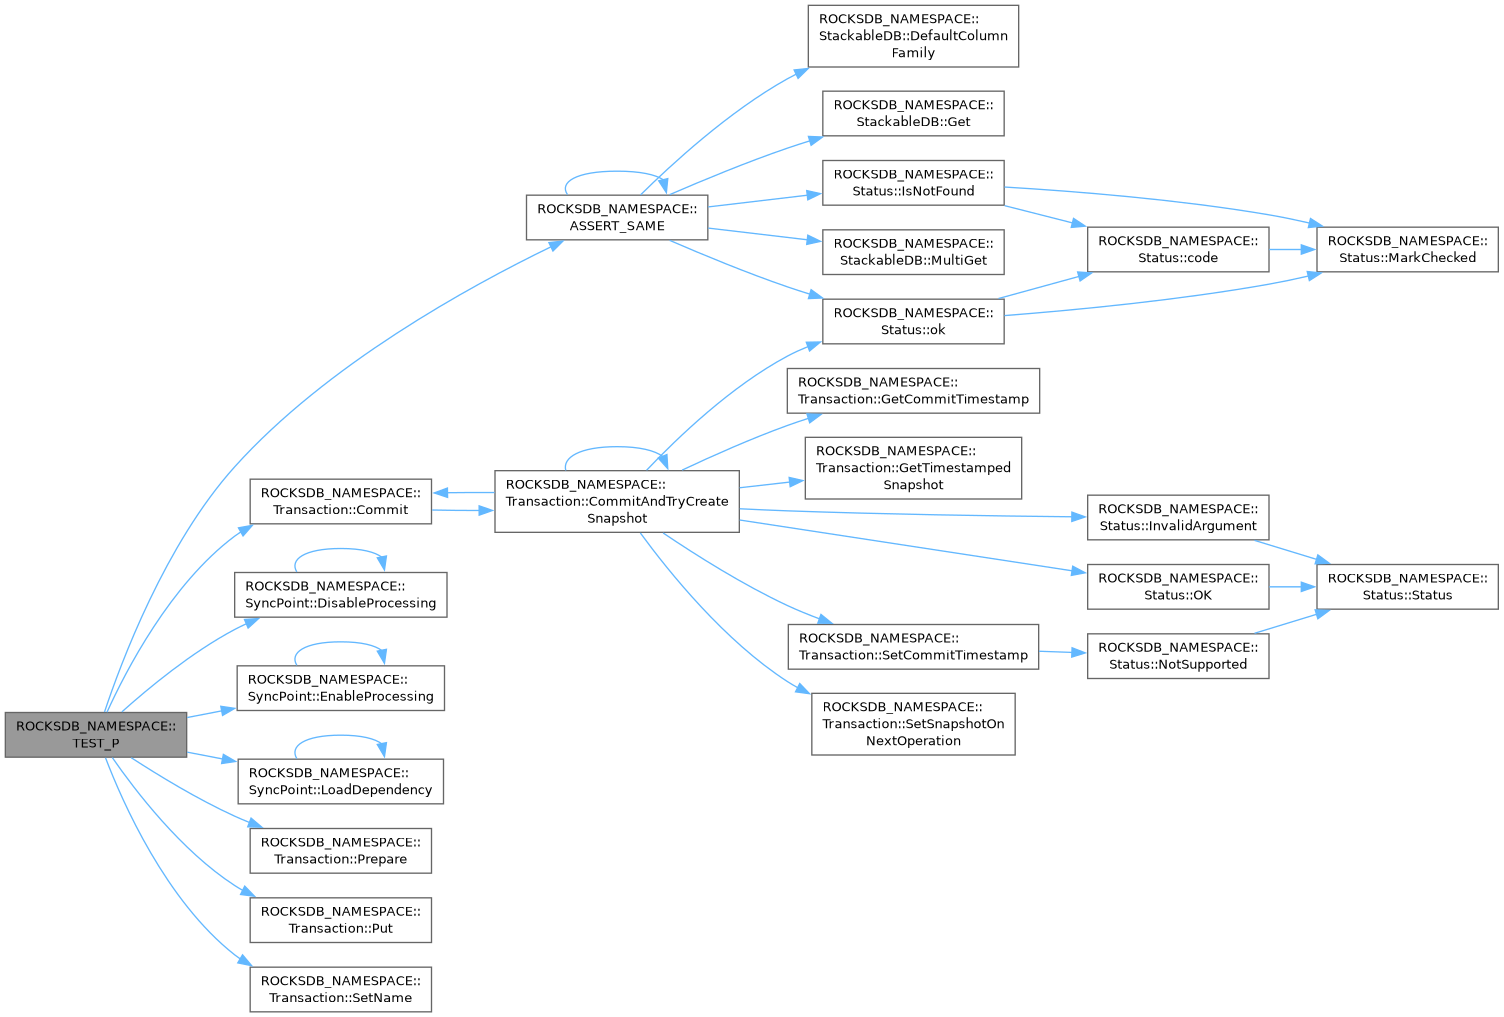 ROCKSDB_NAMESPACE::
TEST_P
ROCKSDB_NAMESPACE::
ASSERT_SAME
ROCKSDB_NAMESPACE::
Transaction::Commit
ROCKSDB_NAMESPACE::
SyncPoint::DisableProcessing
ROCKSDB_NAMESPACE::
SyncPoint::EnableProcessing
ROCKSDB_NAMESPACE::
SyncPoint::LoadDependency
ROCKSDB_NAMESPACE::
Transaction::Prepare
ROCKSDB_NAMESPACE::
Transaction::Put
ROCKSDB_NAMESPACE::
Transaction::SetName
ROCKSDB_NAMESPACE::
Transaction::CommitAndTryCreate
Snapshot
ROCKSDB_NAMESPACE::
StackableDB::DefaultColumn
Family
ROCKSDB_NAMESPACE::
StackableDB::Get
ROCKSDB_NAMESPACE::
Status::IsNotFound
ROCKSDB_NAMESPACE::
StackableDB::MultiGet
ROCKSDB_NAMESPACE::
Status::ok
ROCKSDB_NAMESPACE::
Transaction::GetCommitTimestamp
ROCKSDB_NAMESPACE::
Transaction::GetTimestamped
Snapshot
ROCKSDB_NAMESPACE::
Transaction::SetCommitTimestamp
ROCKSDB_NAMESPACE::
Transaction::SetSnapshotOn
NextOperation
ROCKSDB_NAMESPACE::
Status::code
ROCKSDB_NAMESPACE::
Status::MarkChecked
ROCKSDB_NAMESPACE::
Status::InvalidArgument
ROCKSDB_NAMESPACE::
Status::OK
ROCKSDB_NAMESPACE::
Status::NotSupported
ROCKSDB_NAMESPACE::
Status::Status